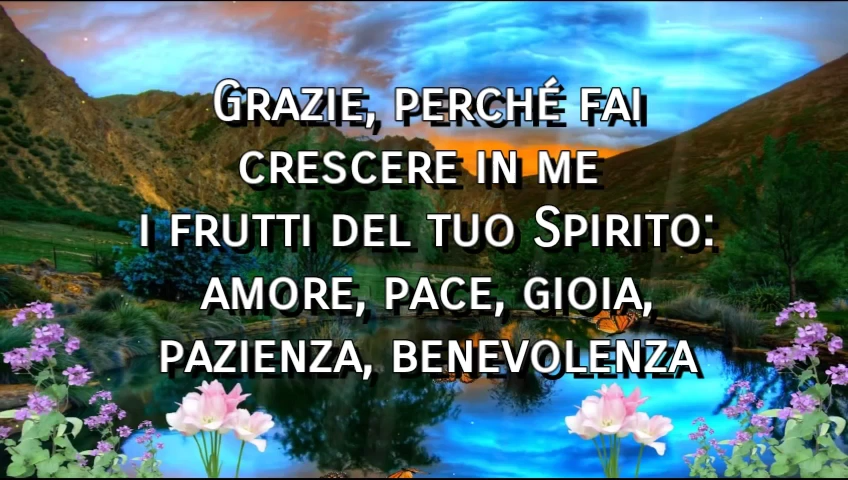 Grazie, perché fai
crescere in me
i frutti del tuo Spirito:
amore, pace, gioia,
pazienza, benevolenza